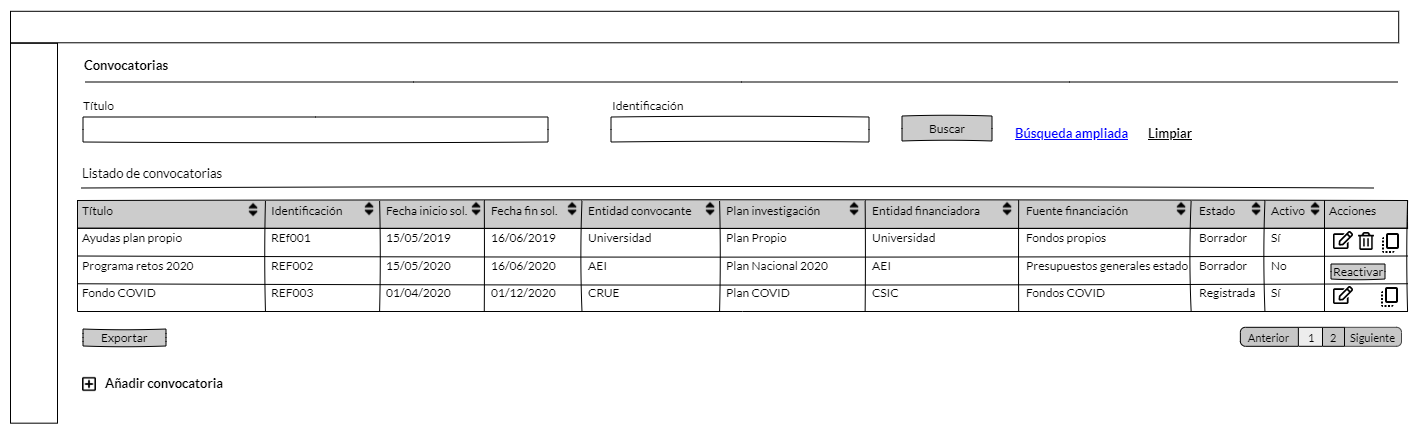 Convocatorias
Título Identificación
Buscar Búsqueda ampliada Limpiar
Listado de convocatorias
Título Identificación Fecha inicio sol. Fecha fin sol. Entidad convocante Plan investigación Entidad financiadora Fuente financiación Estado Activo Acciones
Ayudas plan propio REf001 15/05/2019 16/06/2019 Universidad Plan Propio Universidad Fondos propios Borrador Sí
Programa retos 2020 REF002 15/05/2020 16/06/2020 AEI Plan Nacional 2020 AEI Presupuestos generales estado Borrador No Reactivar
Fondo COVID REF003 01/04/2020 01/12/2020 CRUE Plan COVID CSIC Fondos COVID Registrada Sí
Exportar Anterior 1 2 Siguiente
Añadir convocatoria